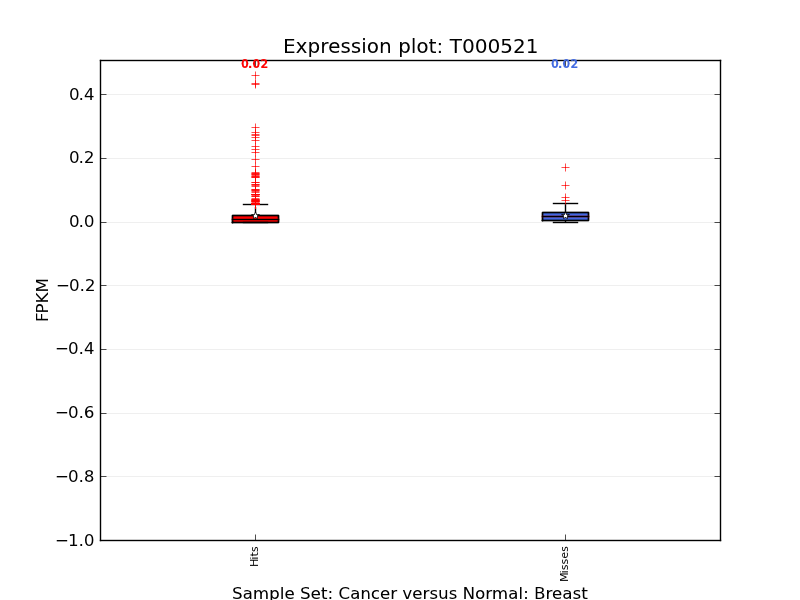 Expression plot: T000521
0.02 0.02
0.4
0.2
0.0
−0.2
−0.4
−0.6
−0.8
−1.0
FPKM
Hits
Misses
Sample Set: Cancer versus Normal: Breast